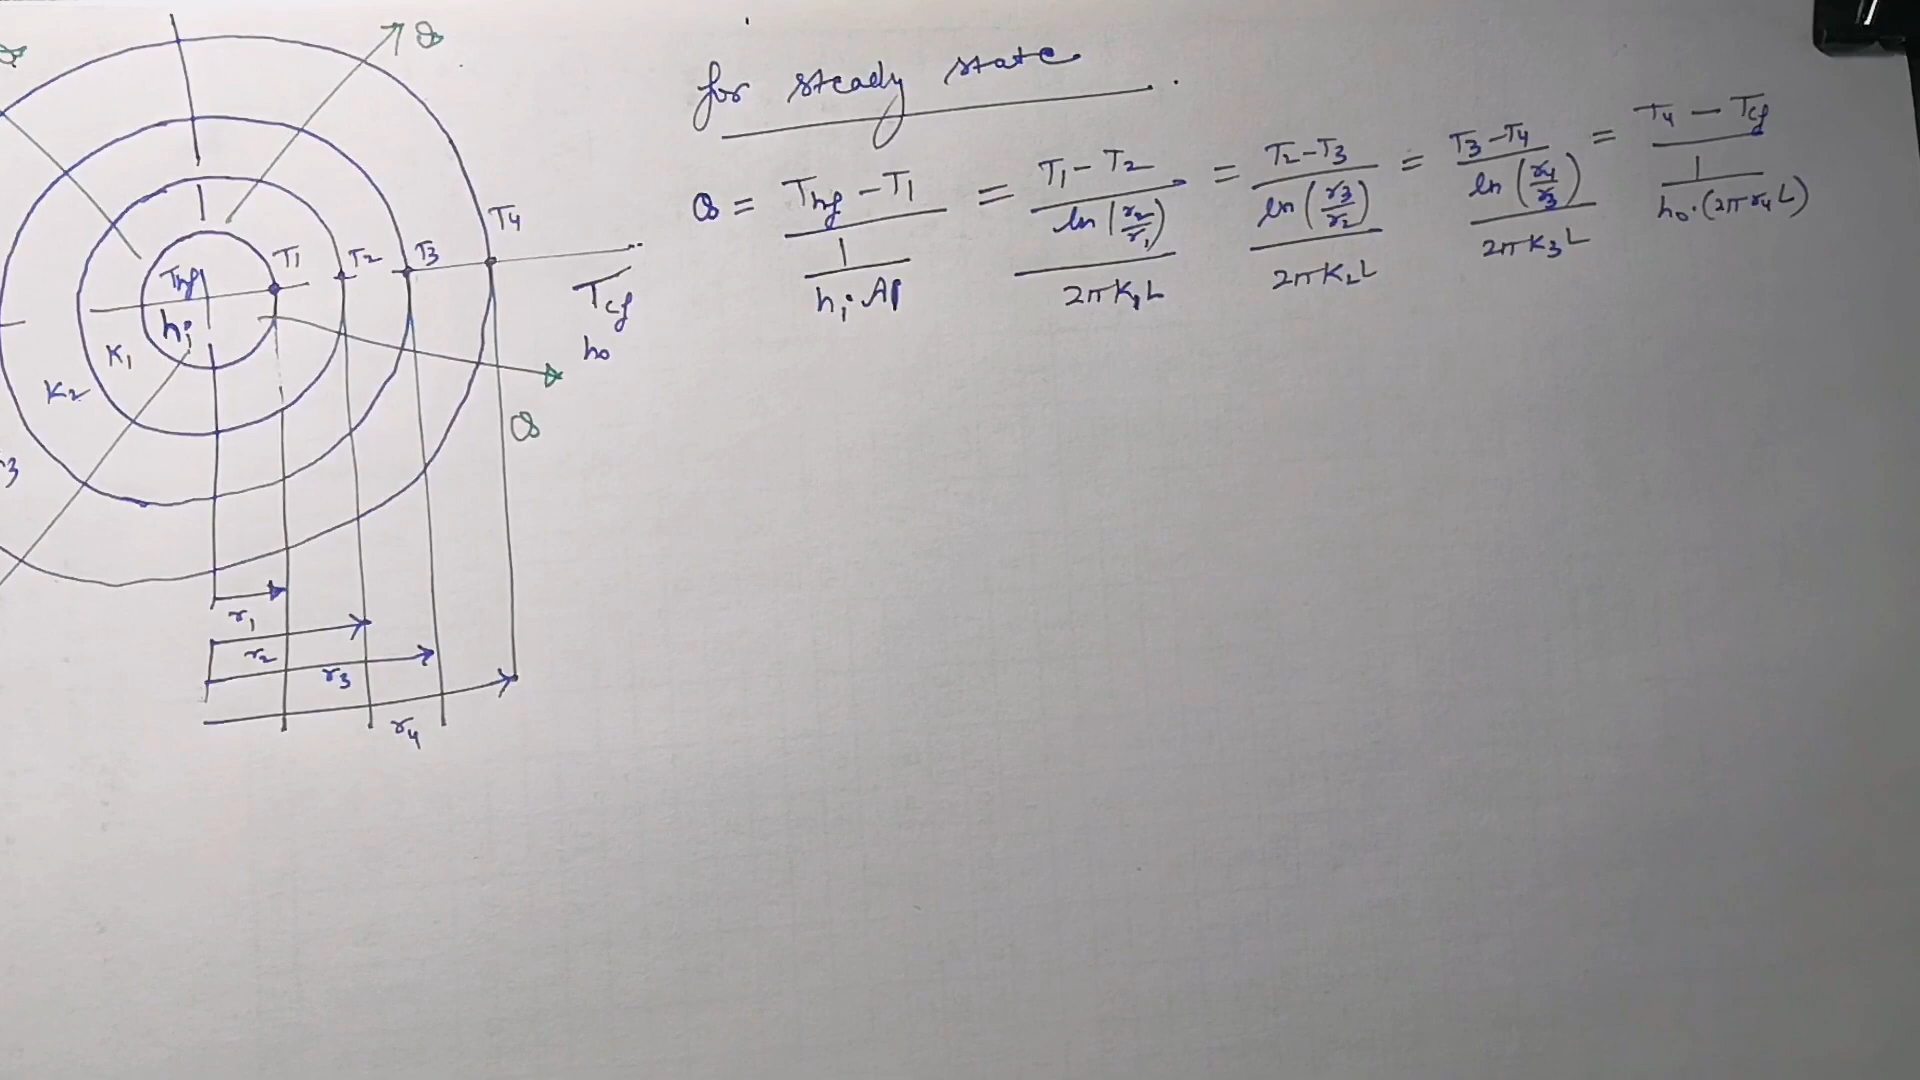 for steady state
Q = (Thf - T1)/(1/(hi·A1)) = (T1 - T2)/(ln(r2/r1)/(2πK1L)) = (T2-T3)/(ln(r3/r2)/(2πK2L)) = (T3-T4)/(ln(r4/r3)/(2πK3L)) = (T4 - Tcf)/(1/(ho·(2πr4L)))
Q
T4
T1 T2 T3
Thf
hi
Tcf
ho
K1
K2
3
Q
r1
r2
r3
r4